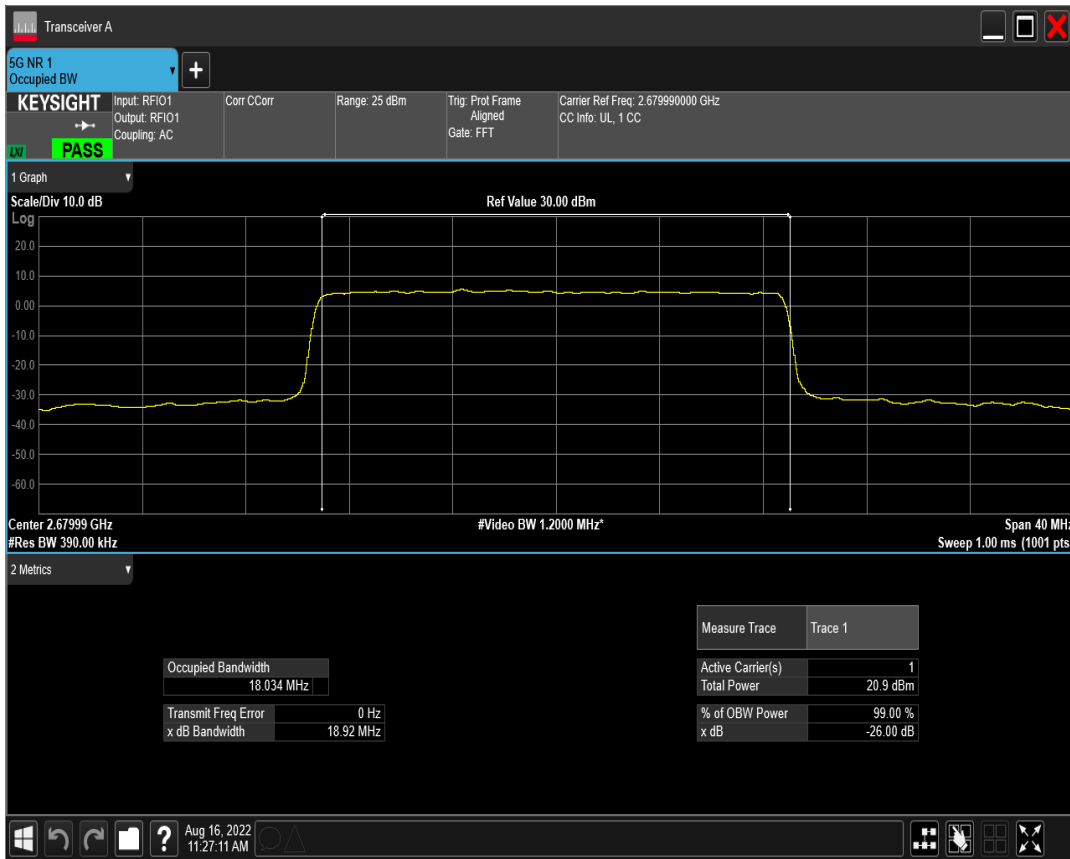 Transceiver A
5G NR 1
Occupied BW
KEYSIGHT
LXI
PASS
Input: RFIO1
Output: RFIO1
Coupling: AC
Corr CCorr
Range: 25 dBm
Trig: Prot Frame
Aligned
Gate: FFT
Carrier Ref Freq: 2.679990000 GHz
CC Info: UL, 1 CC
1 Graph
Scale/Div 10.0 dB
Ref Value 30.00 dBm
Log
20.0
10.0
0.00
-10.0
-20.0
-30.0
-40.0
-50.0
-60.0
Center 2.67999 GHz
#Video BW 1.2000 MHz*
Span 40 MHz
#Res BW 390.00 kHz
Sweep 1.00 ms (1001 pts
2 Metrics
Measure Trace Trace 1
Occupied Bandwidth
18.034 MHz
Active Carrier(s) 1
Total Power 20.9 dBm
Transmit Freq Error 0 Hz
x dB Bandwidth 18.92 MHz
% of OBW Power 99.00 %
x dB -26.00 dB
?
Aug 16, 2022
11:27:11 AM